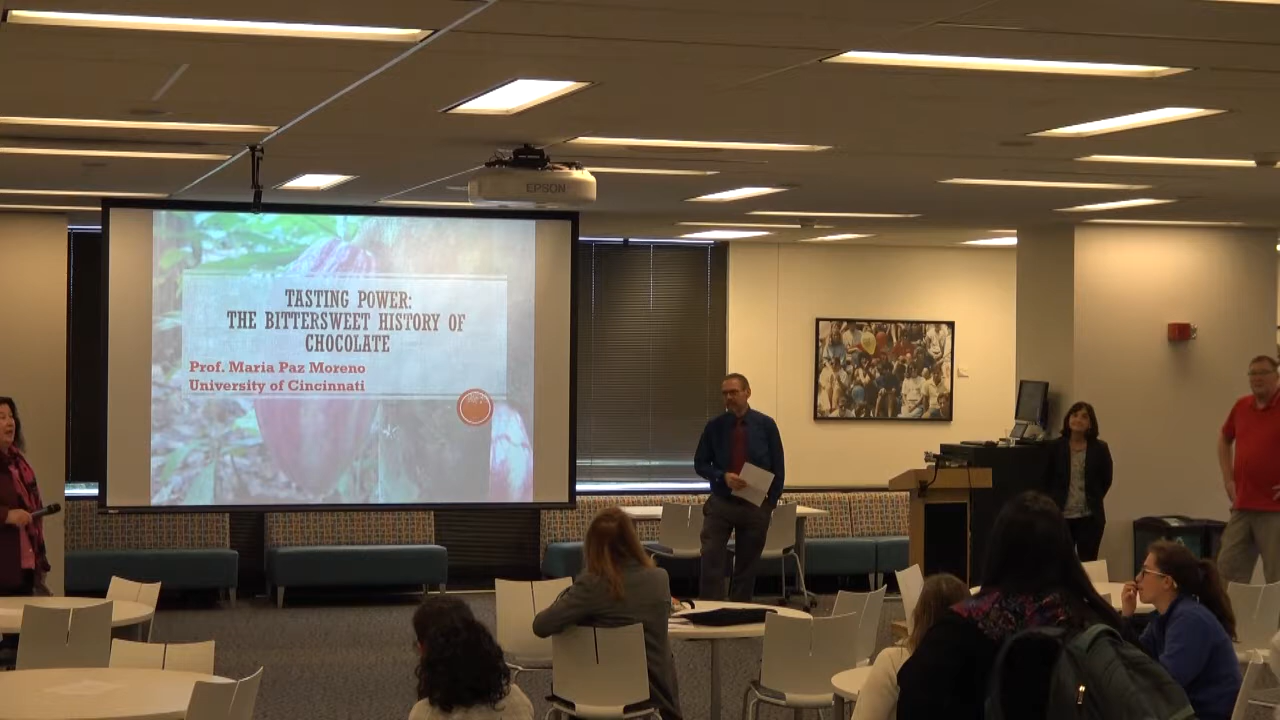 EPSON
TASTING POWER:
THE BITTERSWEET HISTORY OF
CHOCOLATE
Prof. Maria Paz Moreno
University of Cincinnati